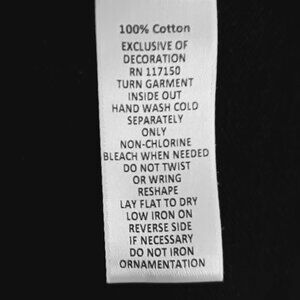 100% Cotton
EXCLUSIVE OF
DECORATION
RN 117150
TURN GARMENT
INSIDE OUT
HAND WASH COLD
SEPARATELY
ONLY
NON-CHLORINE
BLEACH WHEN NEEDED
DO NOT TWIST
OR WRING
RESHAPE
LAY FLAT TO DRY
LOW IRON ON
REVERSE SIDE
IF NECESSARY
DO NOT IRON
ORNAMENTATION